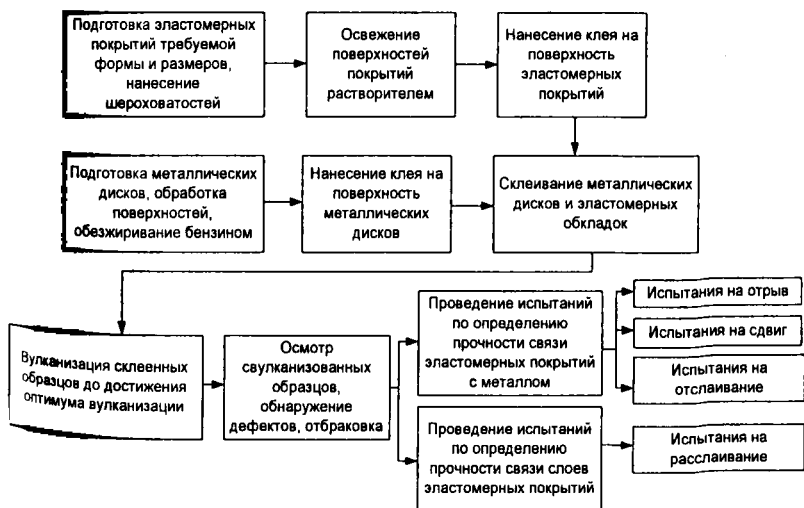 Подготовка эластомерных
покрытий требуемой
формы и размеров,
нанесение
шероховатостей
Освежение
поверхностей
покрытий
растворителем
Нанесение клея на
поверхность
эластомерных
покрытий
Подготовка металлических
дисков, обработка
поверхностей,
обезжиривание бензином
Нанесение клея на
поверхность
металлических
дисков
Склеивание металлических
дисков и эластомерных
обкладок
Вулканизация склеенных
образцов до достижения
оптимума вулканизации
Осмотр
свулканизованных
образцов,
обнаружение
дефектов, отбраковка
Проведение испытаний
по определению
прочности связи
эластомерных покрытий
с металлом
Испытания на отрыв
Испытания на сдвиг
Испытания на
отслаивание
Проведение испытаний
по определению
прочности связи слоев
эластомерных покрытий
Испытания на
расслаивание